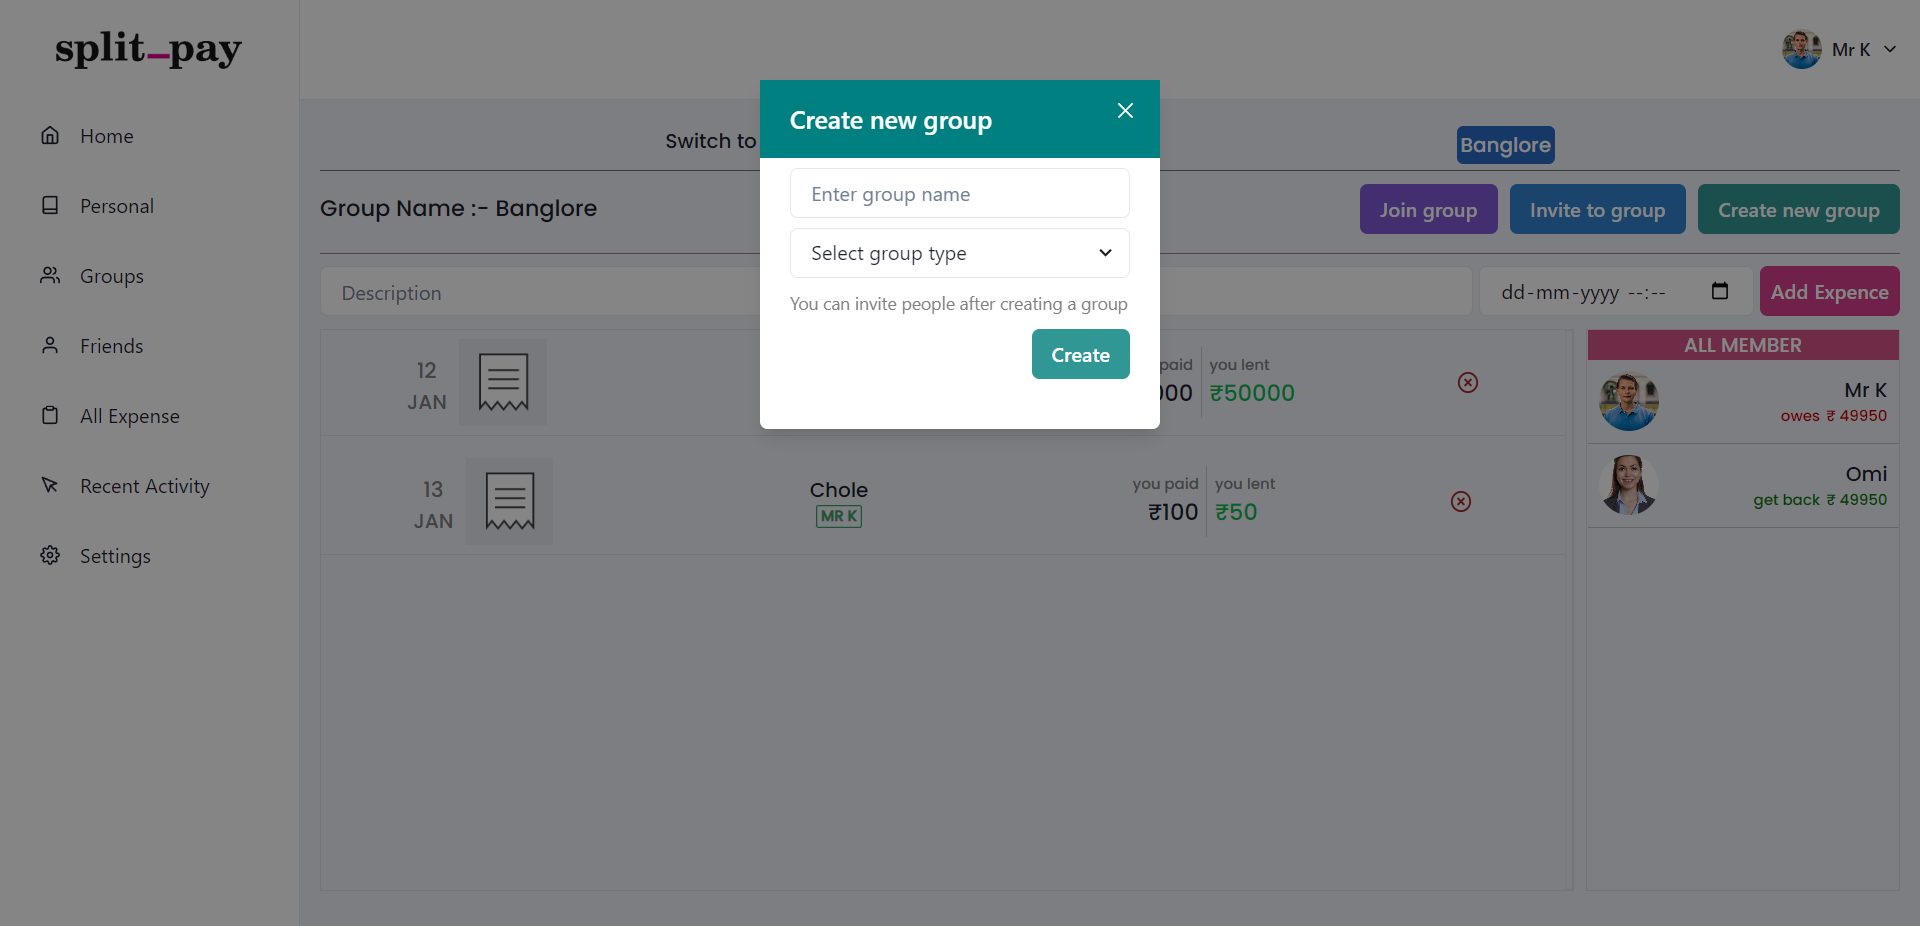 split_pay
Mr K
Home
Personal
Groups
Friends
All Expense
Recent Activity
Settings
Switch to
Banglore
Group Name :- Banglore
Join group
Invite to group
Create new group
Description
dd-mm-yyyy --:--
Add Expence
Create new group
Enter group name
Select group type
You can invite people after creating a group
Create
12
JAN
paid
000
you lent
₹50000
13
JAN
Chole
MR K
you paid
₹100
you lent
₹50
ALL MEMBER
Mr K
owes ₹ 49950
Omi
get back ₹ 49950